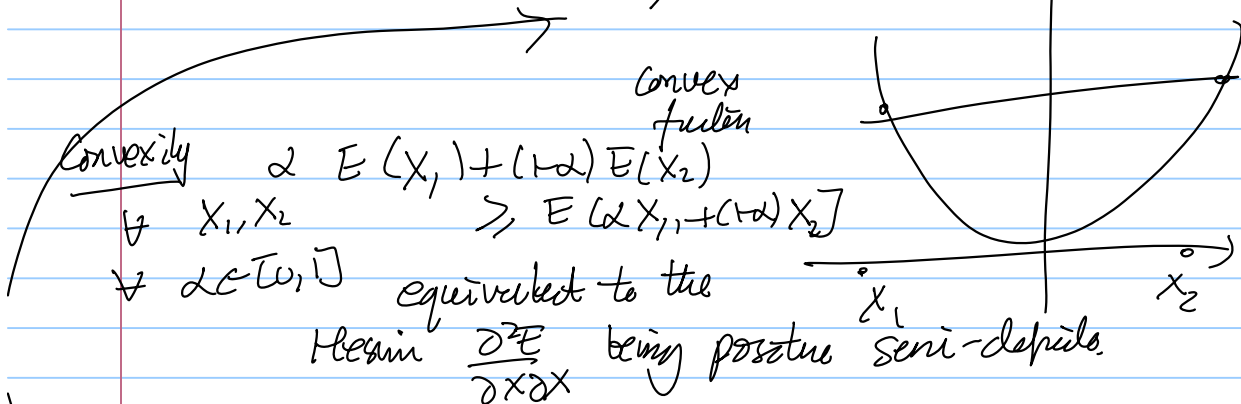 convex
function
Convexity α E(X₁) + (1-α) E(X₂)
∀ X₁, X₂ ≥ E[αX₁ + (1-α)X₂]
∀ α ∈ [0,1] equivalent to the
X₁ X₂
Hessian ∂²E/∂X∂X being positive semi-definite.